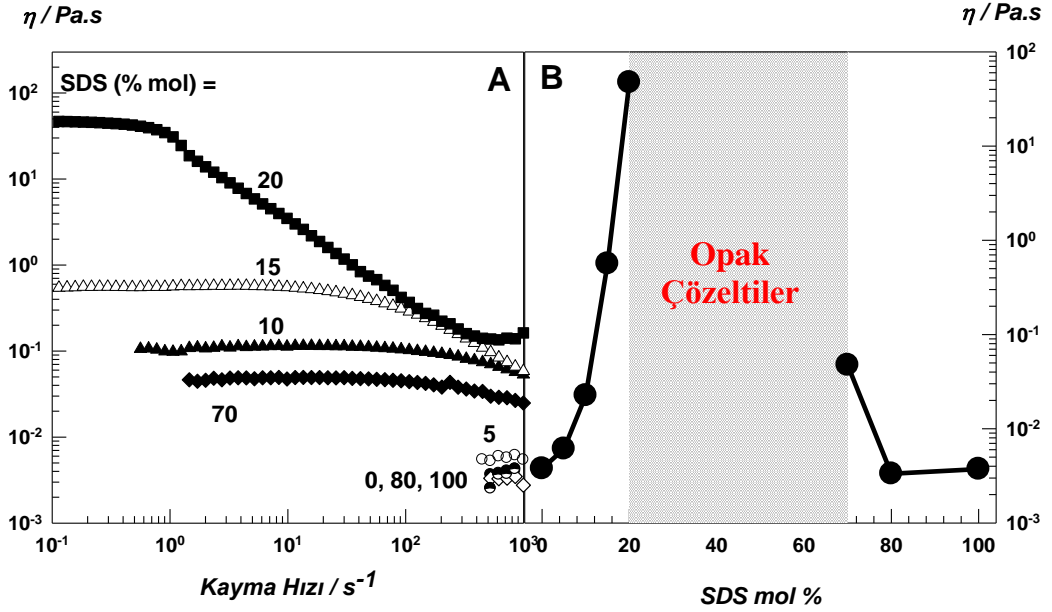 η / Pa.s
η / Pa.s
SDS (% mol) =
A
B
10²
10¹
10⁰
10⁻¹
10⁻²
10⁻³
20
15
10
70
5
0, 80, 100
Opak
Çözeltiler
10²
10¹
10⁰
10⁻¹
10⁻²
10⁻³
10⁻¹
10⁰
10¹
10²
10³
0
20
40
60
80
100
Kayma Hızı / s⁻¹
SDS mol %